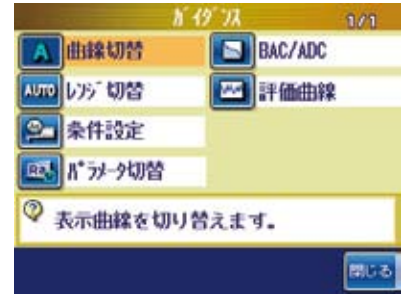 ガイダンス 1/1
A 曲線切替
BAC/ADC
AUTO レンジ切替
評価曲線
条件設定
Ra パラメータ切替
? 表示曲線を切り替えます。
閉じる